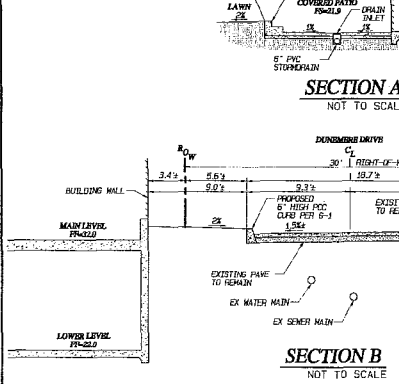 LAWN
2%
COVERED PATIO
FS=21.9
DRAIN
INLET
1%
1%
6" PVC
STORMDRAIN
SECTION A
NOT TO SCAL
DUNEMERE DRIVE
R
O
W
C
L
30' RIGHT-OF-
3.4'±
5.6'±
18.7'±
9.0'±
9.3'±
BUILDING WALL
PROPOSED
6" HIGH PCC
CURB PER G-1
EXIST
TO RE
MAIN LEVEL
FF=32.0
2%
1.5%±
EXISTING PAVE
TO REMAIN
EX WATER MAIN
EX SEWER MAIN
LOWER LEVEL
FF=22.0
SECTION B
NOT TO SCALE